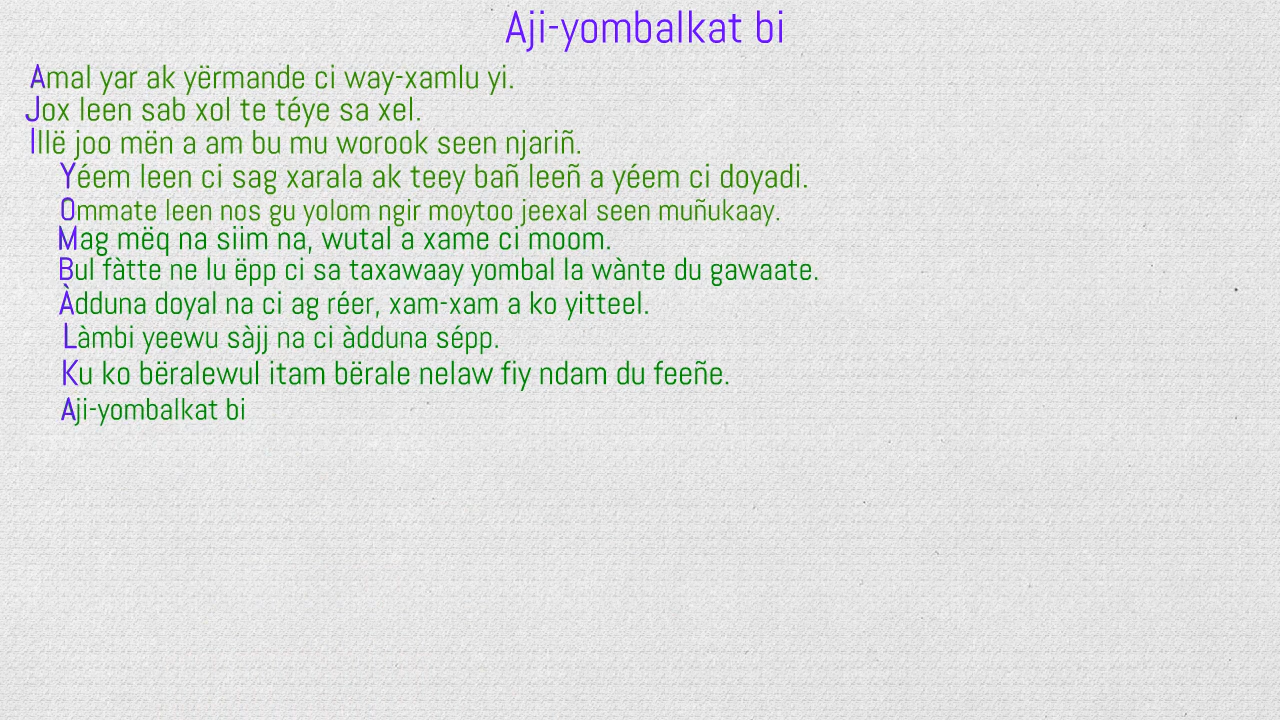 Aji-yombalkat bi
Amal yar ak yërmande ci way-xamlu yi.
Jox leen sab xol te téye sa xel.
Illë joo mën a am bu mu worook seen njariñ.
Yéem leen ci sag xarala ak teey bañ leeñ a yéem ci doyadi.
Ommate leen nos gu yolom ngir moytoo jeexal seen muñukaay.
Mag mëq na siim na, wutal a xame ci moom.
Bul fàtte ne lu ëpp ci sa taxawaay yombal la wànte du gawaate.
Àdduna doyal na ci ag réer, xam-xam a ko yitteel.
Làmbi yeewu sàjj na ci àdduna sépp.
Ku ko bëralewul itam bërale nelaw fiy ndam du feeñe.
Aji-yombalkat bi